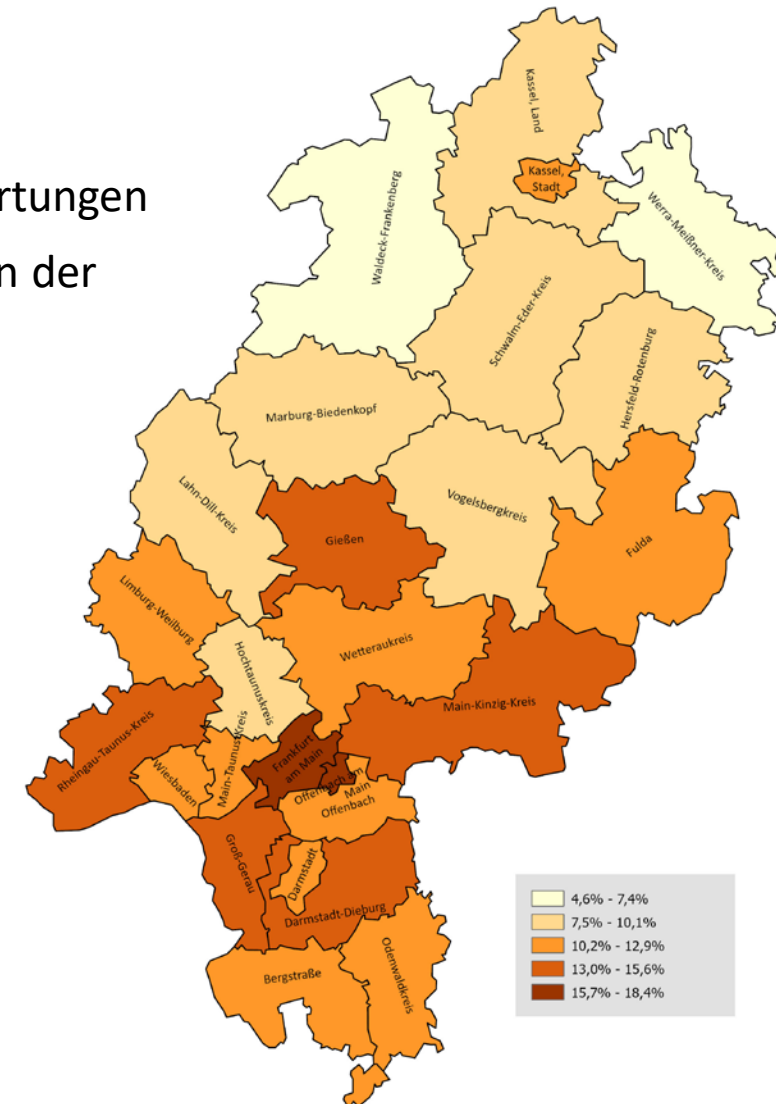 rtungen
n der
Kassel, Land
Kassel,
Stadt
Waldeck-Frankenberg
Werra-Meißner-Kreis
Schwalm-Eder-Kreis
Hersfeld-Rotenburg
Marburg-Biedenkopf
Lahn-Dill-Kreis
Vogelsbergkreis
Gießen
Fulda
Limburg-Weilburg
Wetteraukreis
Hochtaunuskreis
Main-Kinzig-Kreis
Rheingau-Taunus-Kreis
Main-Taunus-Kreis
Frankfurt
am Main
Wiesbaden
Offenbach am
Main
Offenbach
Groß-Gerau
Darmstadt
Darmstadt-Dieburg
Bergstraße
Odenwaldkreis
4,6% - 7,4%
7,5% - 10,1%
10,2% - 12,9%
13,0% - 15,6%
15,7% - 18,4%